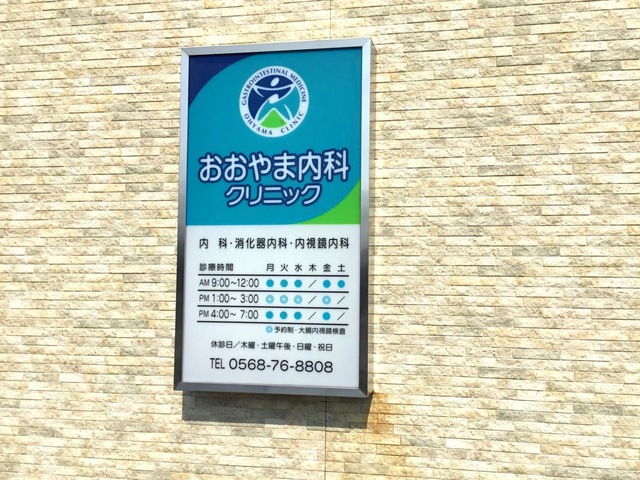 GASTROINTESTINAL MEDICINE
OHYAMA CLINIC
おおやま内科
クリニック
内 科・消化器内科・内視鏡内科
診療時間 月 火 水 木 金 土
AM 9:00〜12:00 ● ● ● ／ ● ●
PM 1:00〜 3:00 ◎ ◎ ◎ ／ ◎ ／
PM 4:00〜 7:00 ● ● ● ／ ● ／
◎予約制・大腸内視鏡検査
休診日／木曜・土曜午後・日曜・祝日
TEL 0568-76-8808